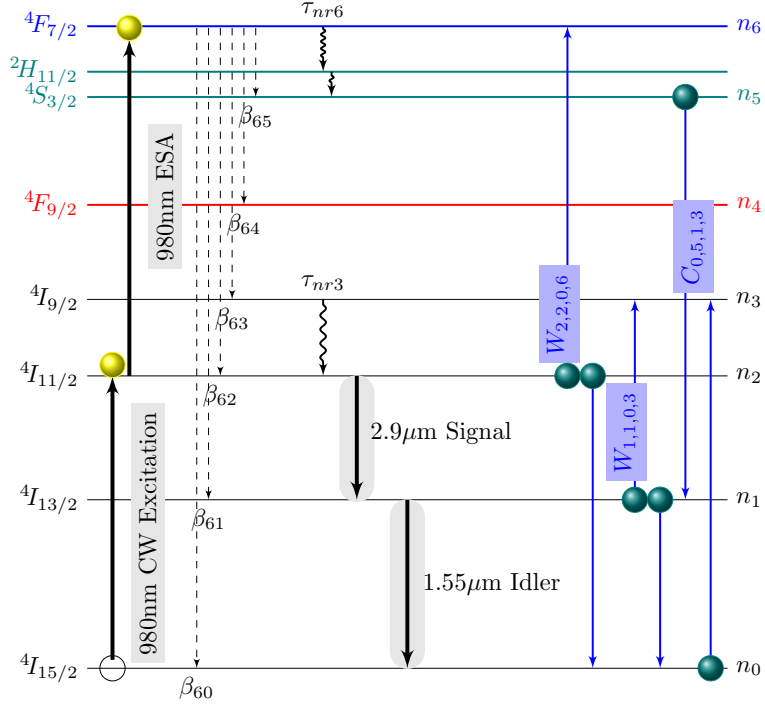 ⁴F₇/₂
τₙᵣ₆
n₆
²H₁₁/₂
⁴S₃/₂
n₅
β₆₅
980nm ESA
⁴F₉/₂
n₄
β₆₄
C₀,₅,₁,₃
τₙᵣ₃
⁴I₉/₂
n₃
β₆₃
W₂,₂,₀,₆
⁴I₁₁/₂
n₂
β₆₂
2.9μm Signal
W₁,₁,₀,₃
⁴I₁₃/₂
n₁
β₆₁
980nm CW Excitation
1.55μm Idler
⁴I₁₅/₂
n₀
β₆₀